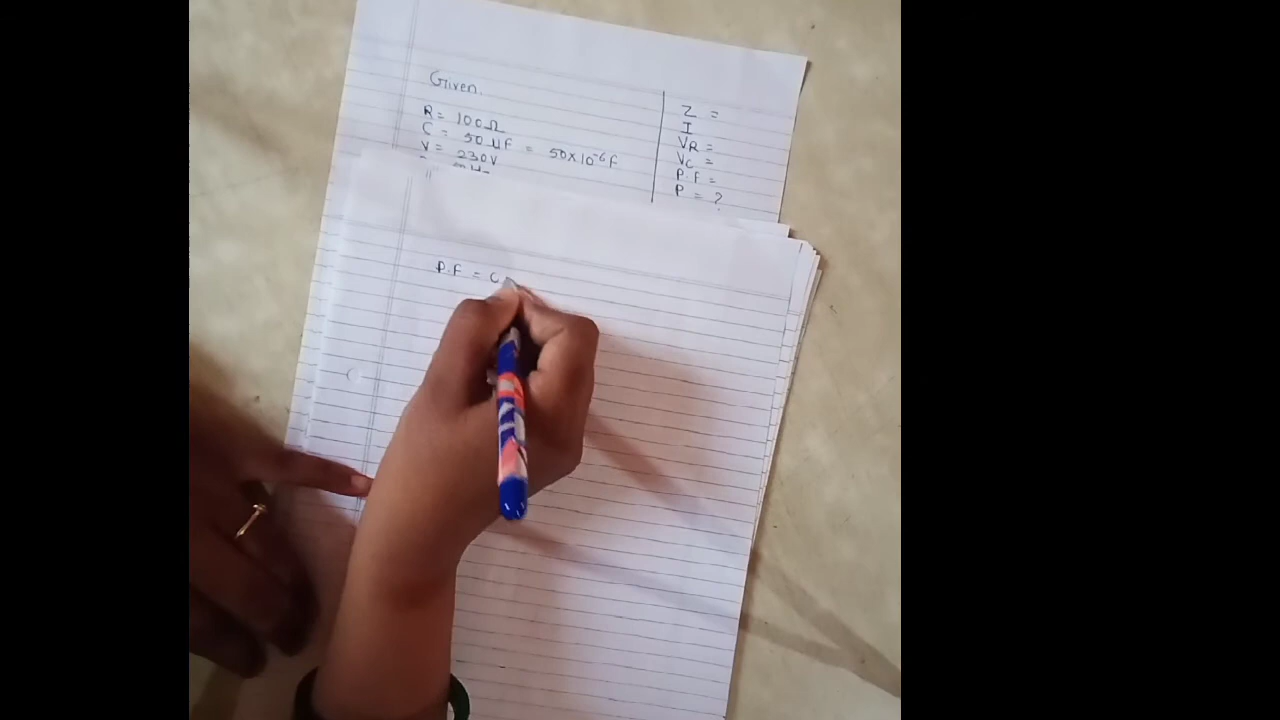 Given.
R = 100Ω
C = 50 µF = 50×10⁻⁶F
V = 230V
Z =
I
VR =
VC =
P.F =
P = ?
P.F = C